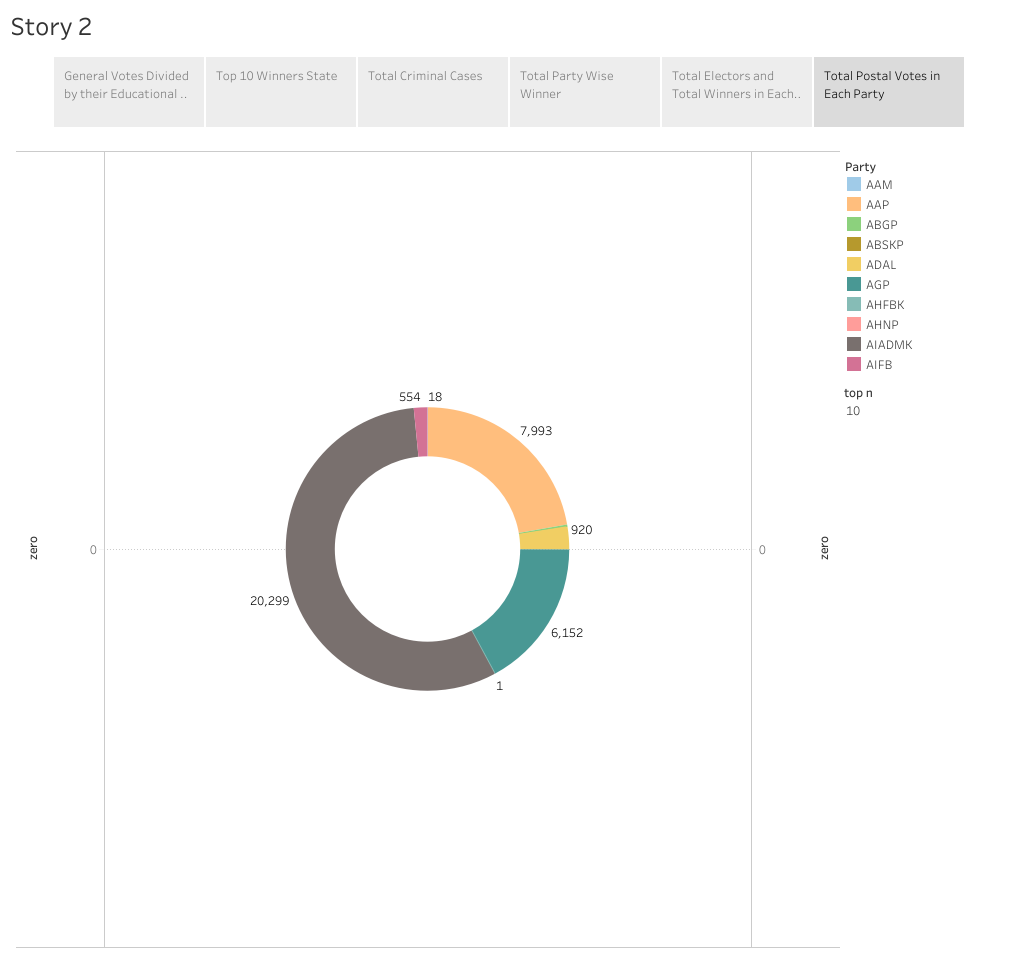 Story 2
General Votes Divided
by their Educational ..
Top 10 Winners State
Total Criminal Cases
Total Party Wise
Winner
Total Electors and
Total Winners in Each..
Total Postal Votes in
Each Party
Party
AAM
AAP
ABGP
ABSKP
ADAL
AGP
AHFBK
AHNP
AIADMK
AIFB
top n
10
554
18
7,993
920
zero
0
0
zero
20,299
6,152
1